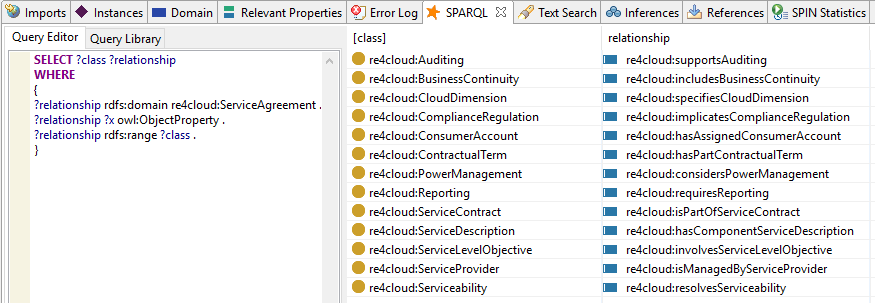 Imports Instances Domain Relevant Properties Error Log SPARQL Text Search Inferences References SPIN Statistics
Query Editor Query Library
SELECT ?class ?relationship
WHERE
{
?relationship rdfs:domain re4cloud:ServiceAgreement .
?relationship ?x owl:ObjectProperty .
?relationship rdfs:range ?class .
}
[class] relationship
re4cloud:Auditing re4cloud:supportsAuditing
re4cloud:BusinessContinuity re4cloud:includesBusinessContinuity
re4cloud:CloudDimension re4cloud:specifiesCloudDimension
re4cloud:ComplianceRegulation re4cloud:implicatesComplianceRegulation
re4cloud:ConsumerAccount re4cloud:hasAssignedConsumerAccount
re4cloud:ContractualTerm re4cloud:hasPartContractualTerm
re4cloud:PowerManagement re4cloud:considersPowerManagement
re4cloud:Reporting re4cloud:requiresReporting
re4cloud:ServiceContract re4cloud:isPartOfServiceContract
re4cloud:ServiceDescription re4cloud:hasComponentServiceDescription
re4cloud:ServiceLevelObjective re4cloud:involvesServiceLevelObjective
re4cloud:ServiceProvider re4cloud:isManagedByServiceProvider
re4cloud:Serviceability re4cloud:resolvesServiceability